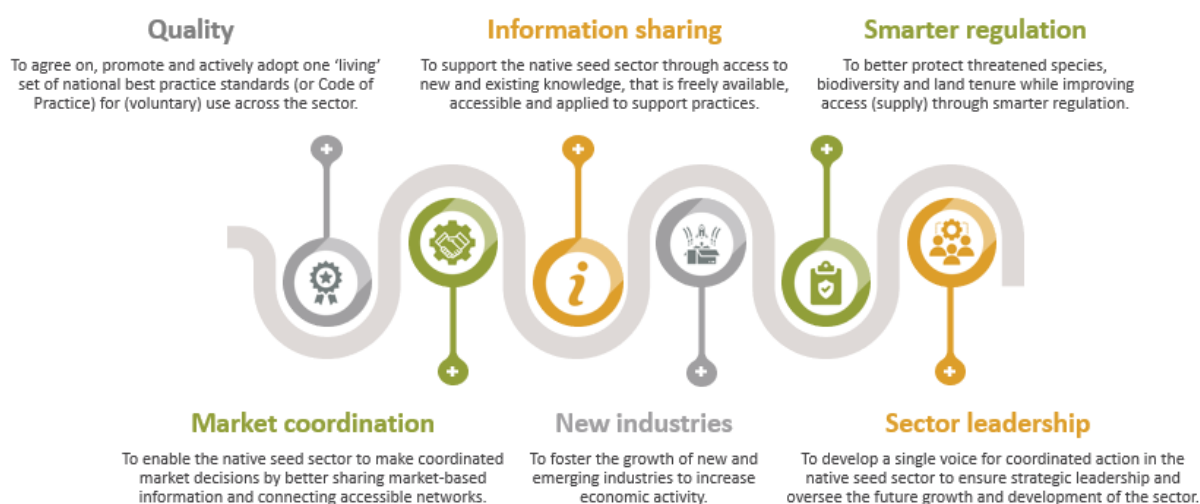 Quality
To agree on, promote and actively adopt one ‘living’
set of national best practice standards (or Code of
Practice) for (voluntary) use across the sector.
Information sharing
To support the native seed sector through access to
new and existing knowledge, that is freely available,
accessible and applied to support practices.
Smarter regulation
To better protect threatened species,
biodiversity and land tenure while improving
access (supply) through smarter regulation.
Market coordination
To enable the native seed sector to make coordinated
market decisions by better sharing market-based
information and connecting accessible networks.
New industries
To foster the growth of new and
emerging industries to increase
economic activity.
Sector leadership
To develop a single voice for coordinated action in the
native seed sector to ensure strategic leadership and
oversee the future growth and development of the sector.